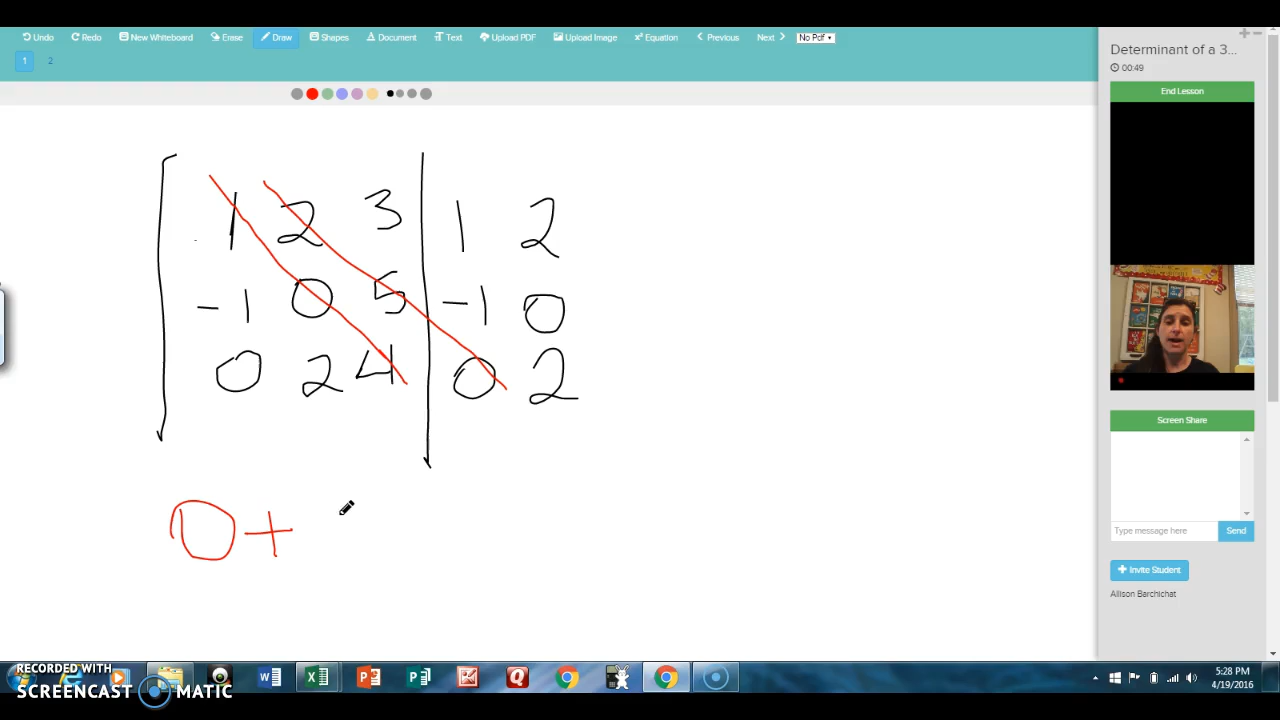 Undo Redo New Whiteboard Erase Draw Shapes Document Text Upload PDF Upload Image x² Equation Previous Next No Pdf
1 2
Determinant of a 3...
00:49
End Lesson
1 2 3 1 2
-1 0 5 -1 0
0 2 4 0 2
0+
Screen Share
Type message here Send
Invite Student
Allison Barchichat
RECORDED WITH
SCREENCAST MATIC
5:28 PM
4/19/2016